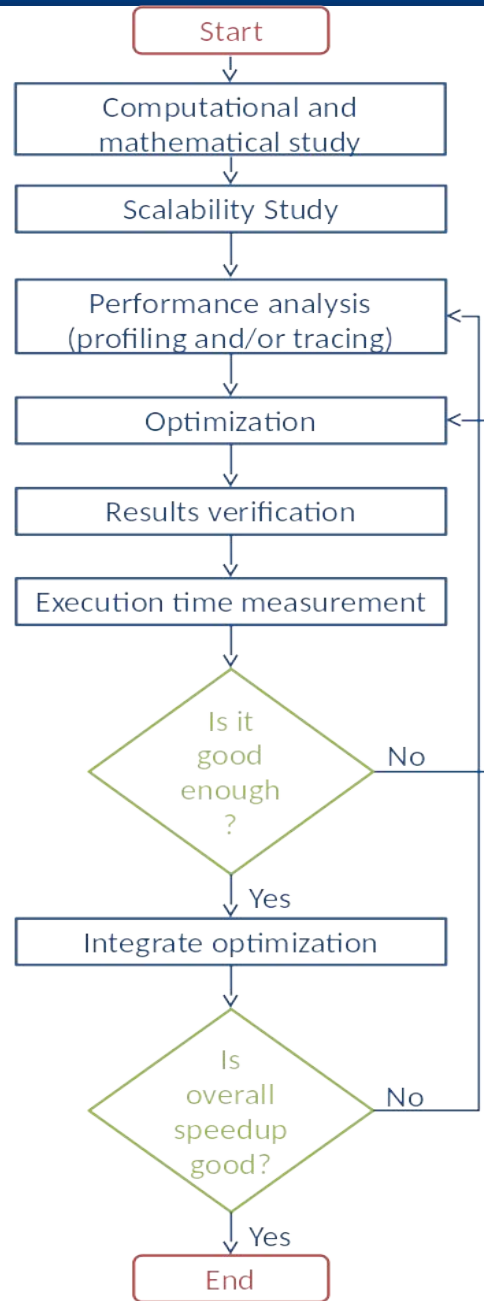 Start
Computational and
mathematical study
Scalability Study
Performance analysis
(profiling and/or tracing)
Optimization
Results verification
Execution time measurement
Is it
good
enough
?
No
Yes
Integrate optimization
Is
overall
speedup
good?
No
Yes
End